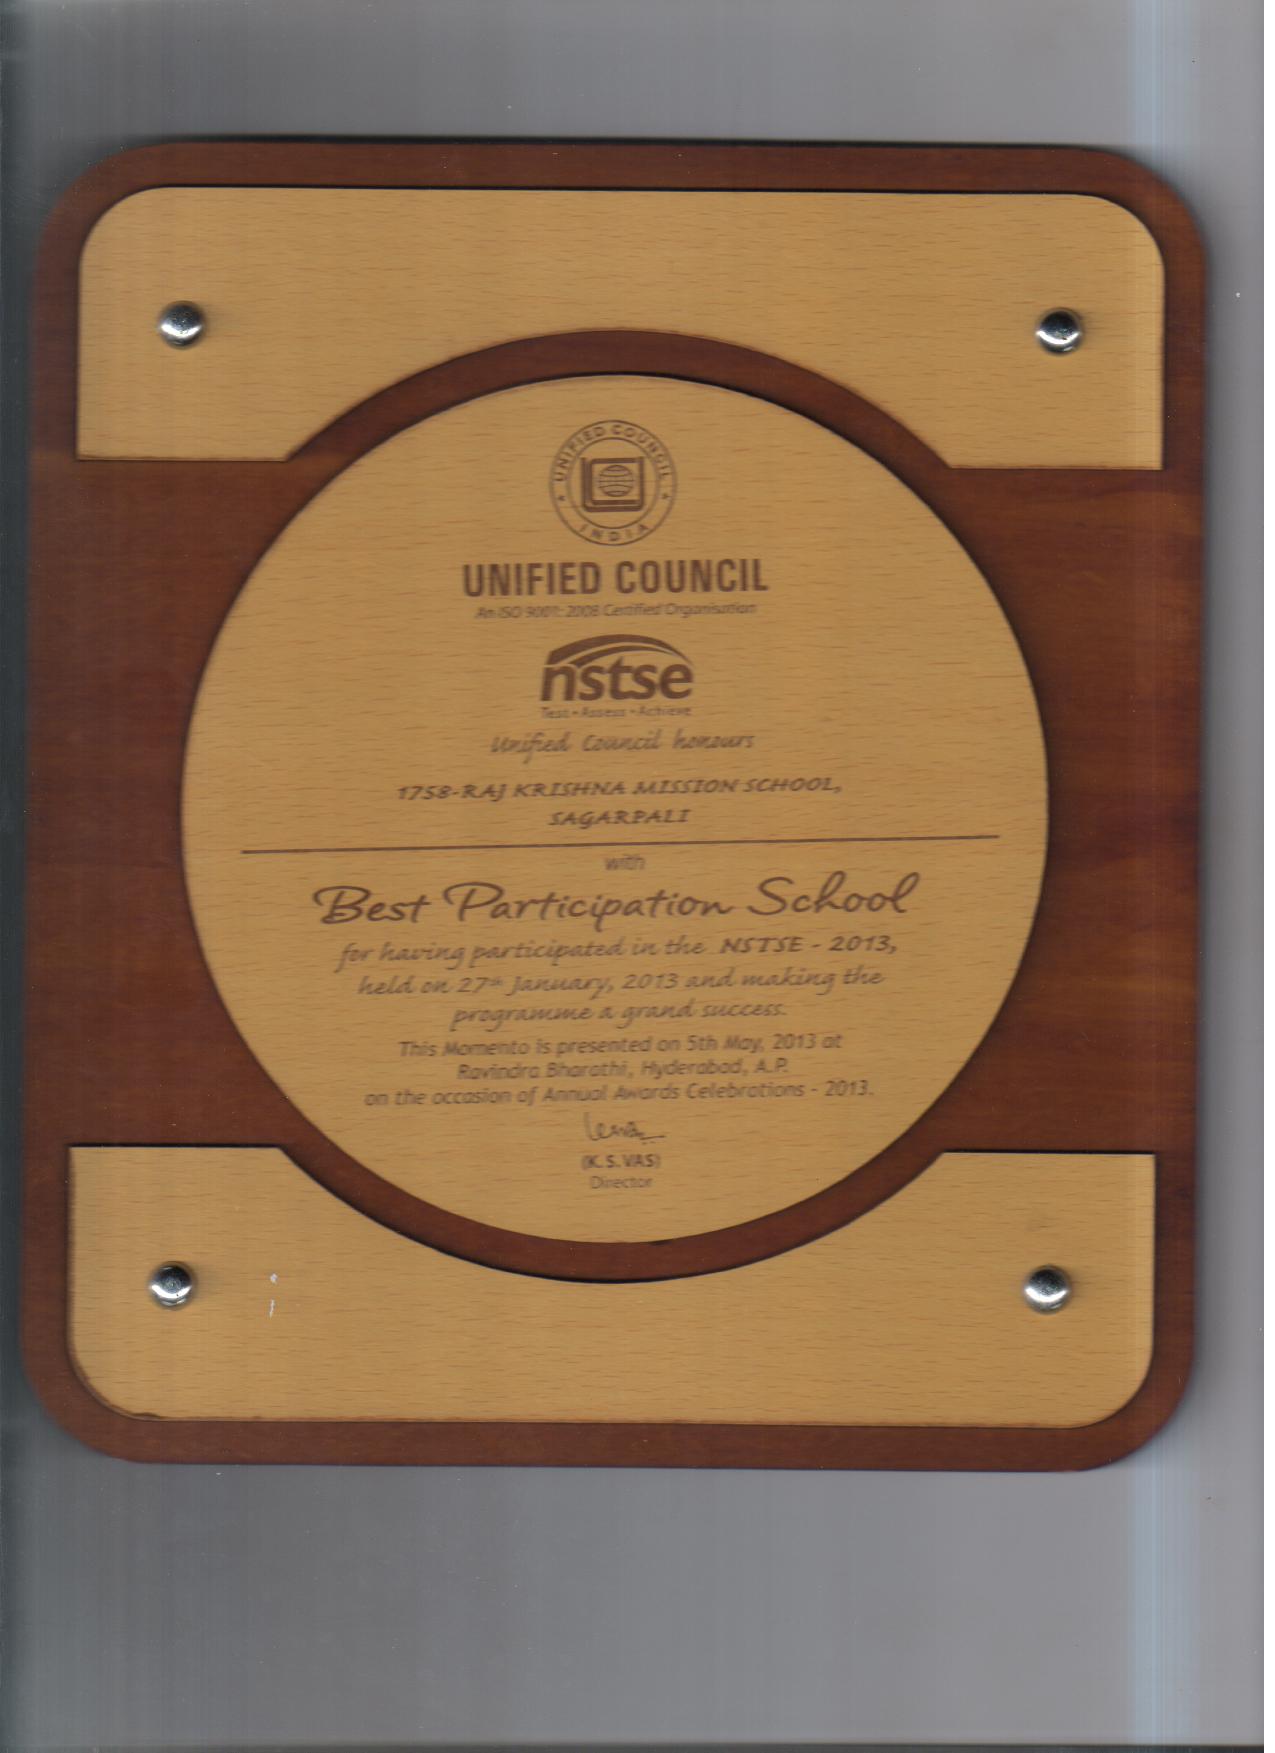 UNIFIED COUNCIL
INDIA
UNIFIED COUNCIL
An ISO 9001:2008 Certified Organisation
nstse
Test • Assess • Achieve
Unified Council honours
1758-RAJ KRISHNA MISSION SCHOOL,
SAGARPALI
with
Best Participation School
for having participated in the NSTSE - 2013,
held on 27th January, 2013 and making the
programme a grand success.
This Momento is presented on 5th May, 2013 at
Ravindra Bharathi, Hyderabad, A.P.
on the occasion of Annual Awards Celebrations - 2013.
(K. S. VAS)
Director